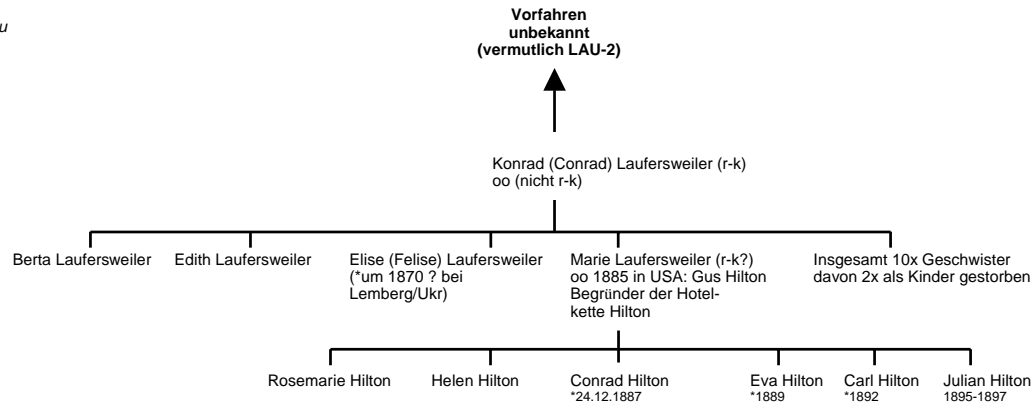 u
Vorfahren
unbekannt
(vermutlich LAU-2)
Konrad (Conrad) Laufersweiler (r-k)
oo (nicht r-k)
Berta Laufersweiler
Edith Laufersweiler
Elise (Felise) Laufersweiler
(*um 1870 ? bei
Lemberg/Ukr)
Marie Laufersweiler (r-k?)
oo 1885 in USA: Gus Hilton
Begründer der Hotel-
kette Hilton
Insgesamt 10x Geschwister
davon 2x als Kinder gestorben
Rosemarie Hilton
Helen Hilton
Conrad Hilton
*24.12.1887
Eva Hilton
*1889
Carl Hilton
*1892
Julian Hilton
1895-1897